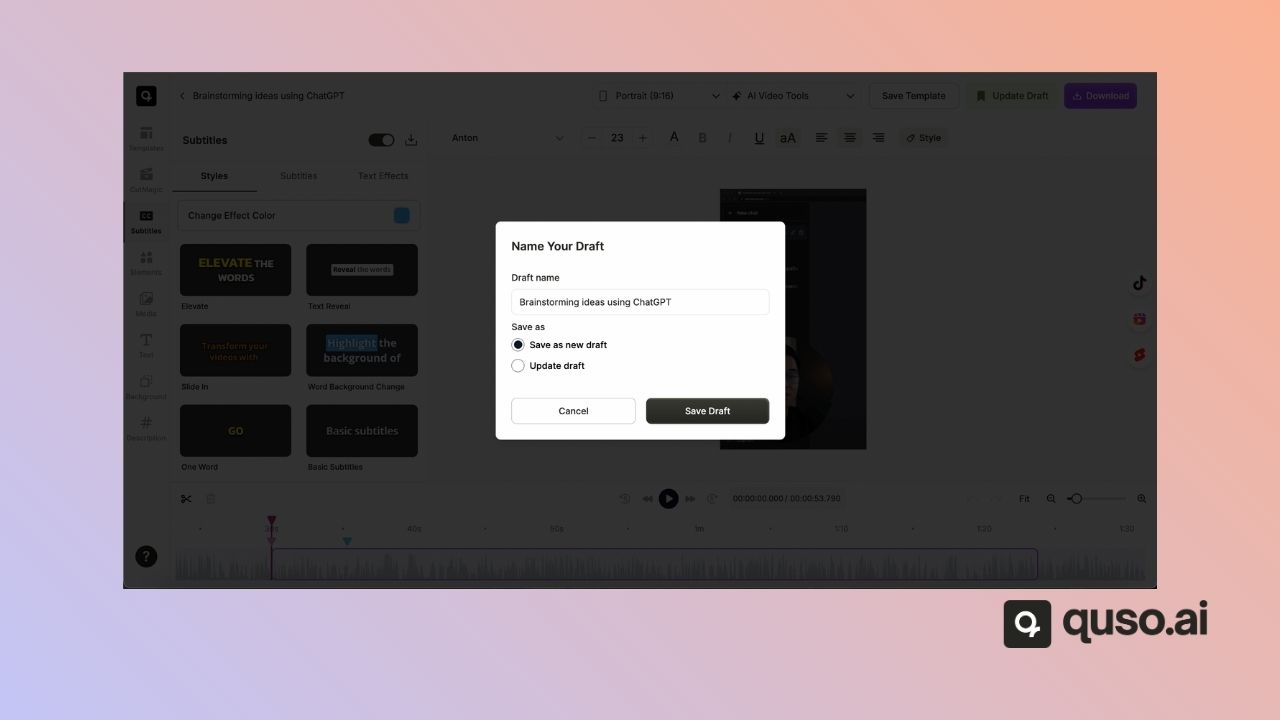 Brainstorming ideas using ChatGPT
Portrait (9:16)
AI Video Tools
Save Template
Update Draft
Download
Templates
CutMagic
Subtitles
Elements
Media
Text
Background
Description
Subtitles
Anton
23
A
B
I
U
aA
Style
Styles
Subtitles
Text Effects
Change Effect Color
ELEVATE THE
WORDS
Elevate
Reveal the words
Text Reveal
Transform your
videos with
Slide In
Highlight the
background of
Word Background Change
GO
One Word
Basic subtitles
Basic Subtitles
New chat
Name Your Draft
Draft name
Brainstorming ideas using ChatGPT
Save as
Save as new draft
Update draft
Cancel
Save Draft
00:00:00.000 / 00:00:53.790
Fit
30s
40s
50s
1m
1:10
1:20
1:30
?
quso.ai